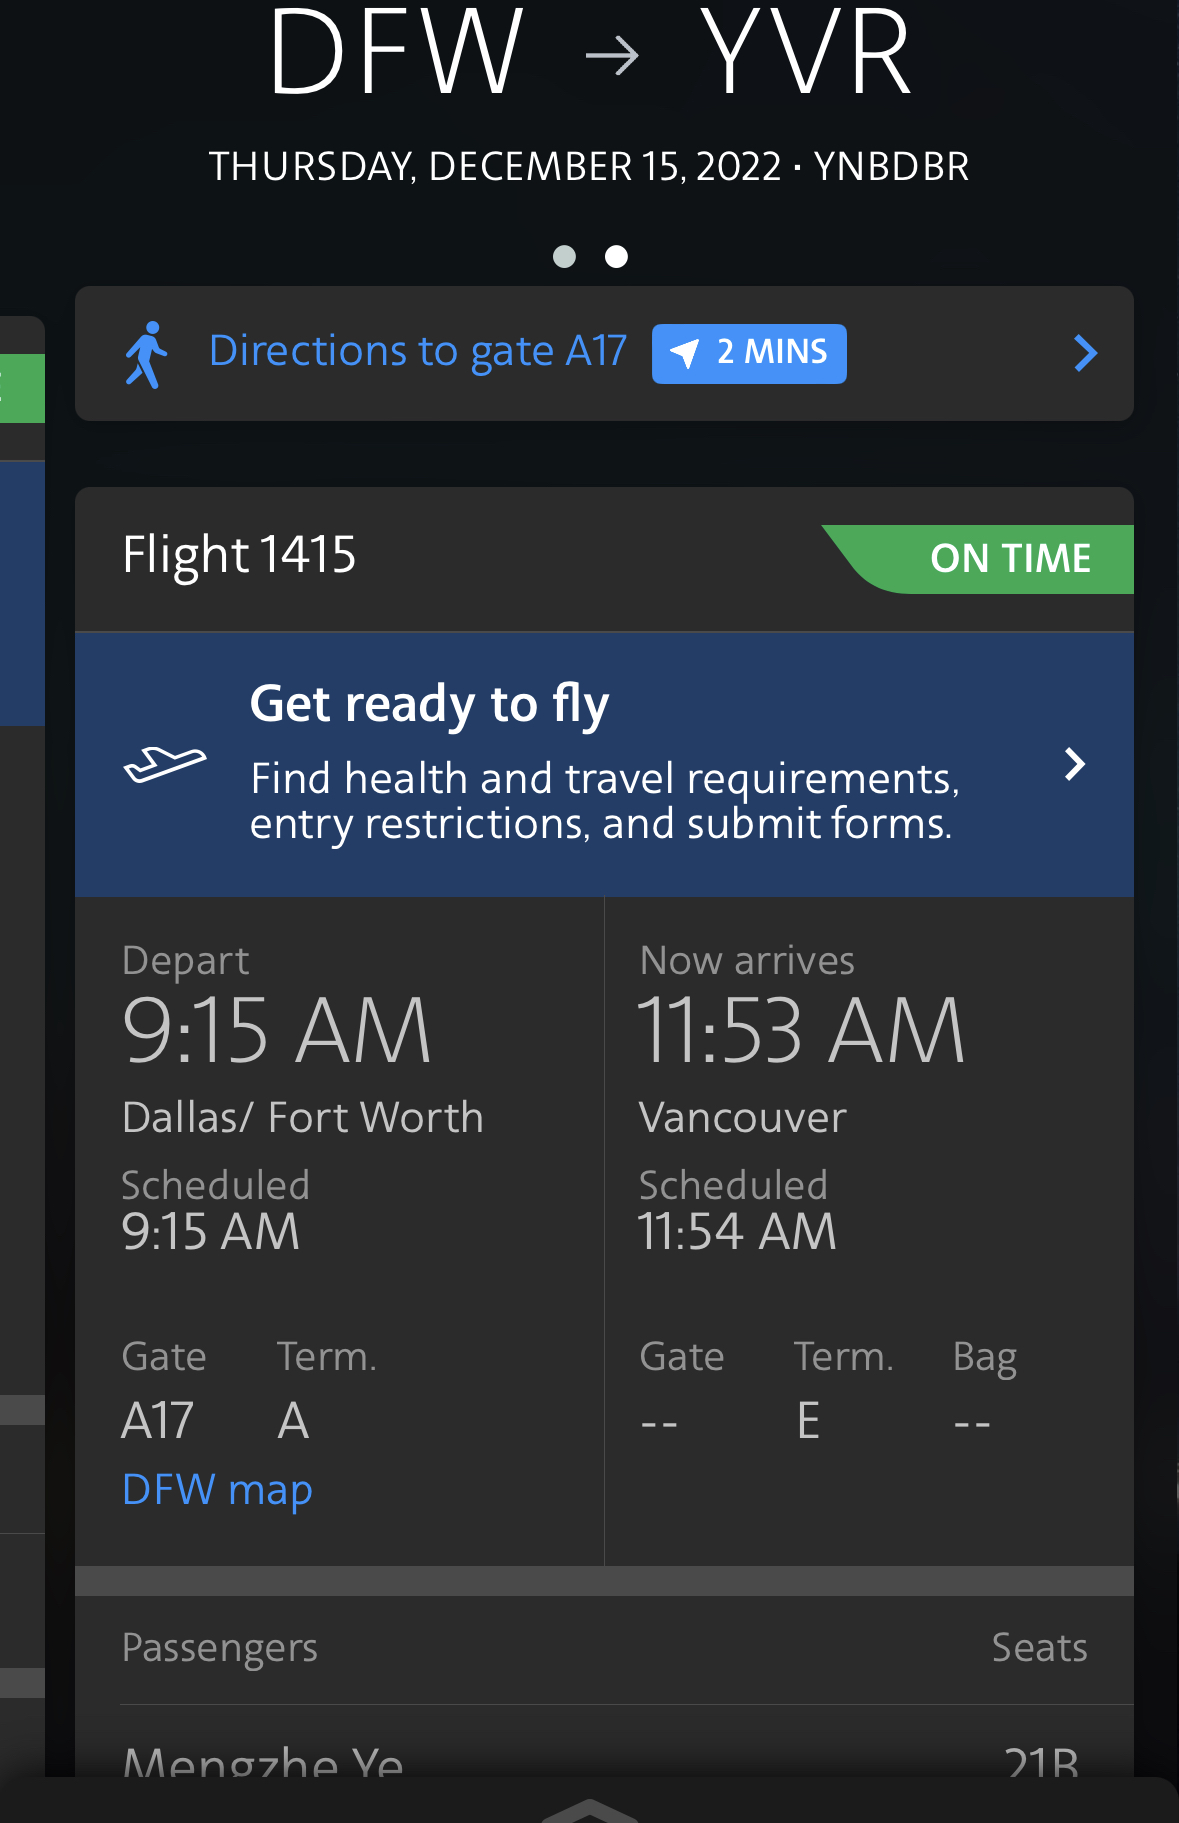 DFW → YVR
THURSDAY, DECEMBER 15, 2022 · YNBDBR
Directions to gate A17 2 MINS
Flight 1415 ON TIME
Get ready to fly
Find health and travel requirements,
entry restrictions, and submit forms.
Depart Now arrives
9:15 AM 11:53 AM
Dallas/ Fort Worth Vancouver
Scheduled Scheduled
9:15 AM 11:54 AM
Gate Term. Gate Term. Bag
A17 A -- E --
DFW map
Passengers Seats
Mengzhe Ye 21B